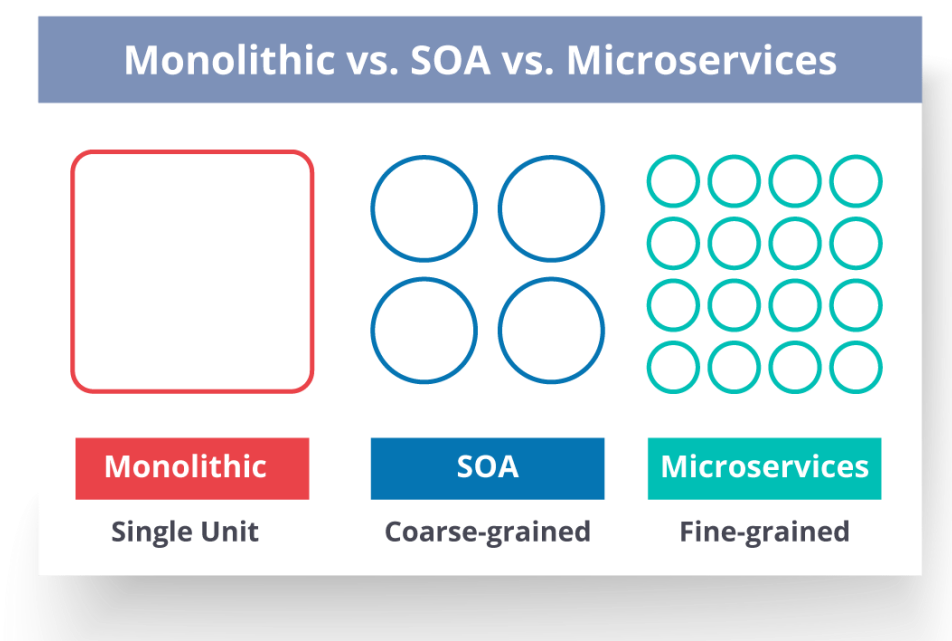 Monolithic vs. SOA vs. Microservices
Monolithic
SOA
Microservices
Single Unit
Coarse-grained
Fine-grained